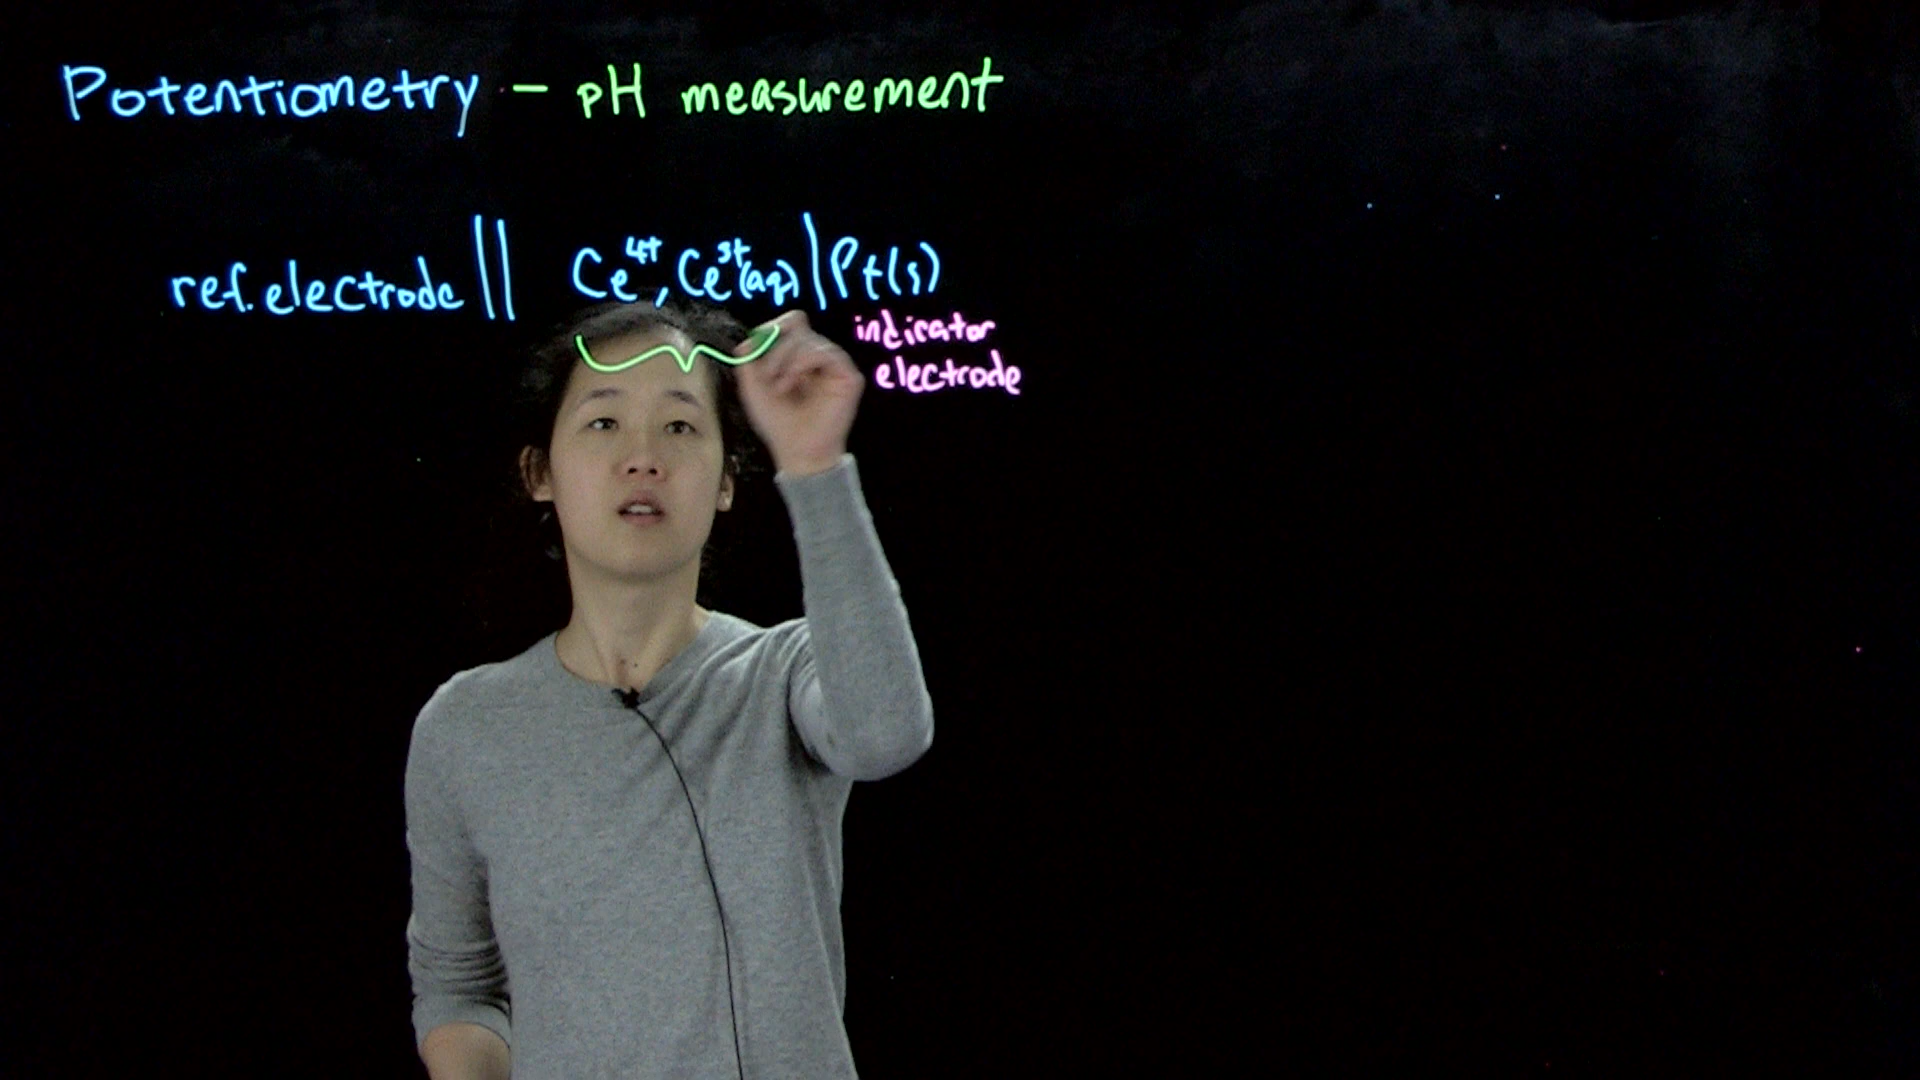 Potentiometry - pH measurement
ref. electrode || Ce⁴⁺, Ce³⁺(aq) | Pt(s)
indicator
electrode